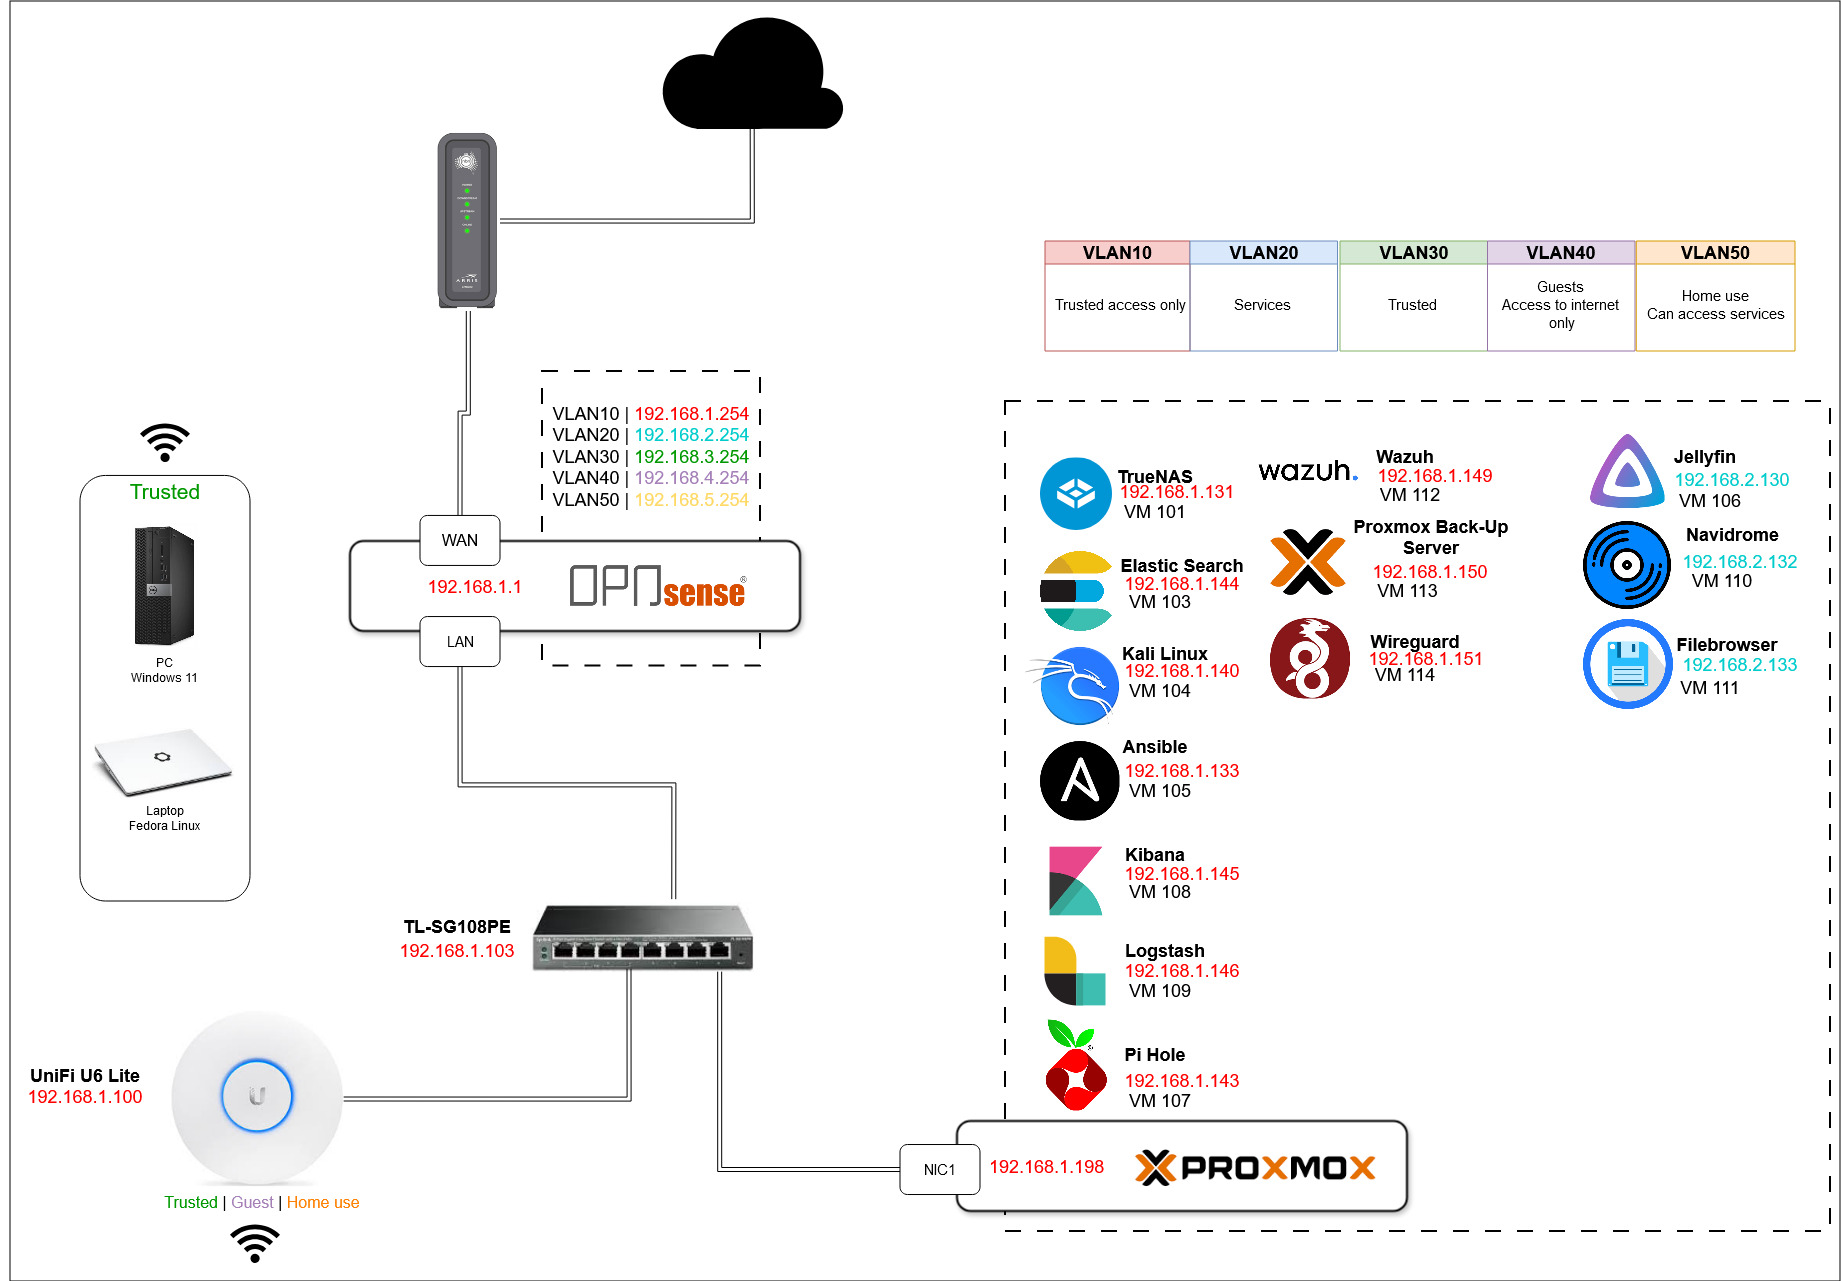 VLAN10
VLAN20
VLAN30
VLAN40
VLAN50
Trusted access only
Services
Trusted
Guests
Access to internet
only
Home use
Can access services
ARRIS
VLAN10 | 192.168.1.254
VLAN20 | 192.168.2.254
VLAN30 | 192.168.3.254
VLAN40 | 192.168.4.254
VLAN50 | 192.168.5.254
WAN
192.168.1.1
OPNsense®
LAN
Trusted
PC
Windows 11
Laptop
Fedora Linux
TL-SG108PE
192.168.1.103
UniFi U6 Lite
192.168.1.100
U
Trusted | Guest | Home use
TrueNAS
192.168.1.131
VM 101
Elastic Search
192.168.1.144
VM 103
Kali Linux
192.168.1.140
VM 104
Ansible
192.168.1.133
VM 105
Kibana
192.168.1.145
VM 108
Logstash
192.168.1.146
VM 109
Pi Hole
192.168.1.143
VM 107
wazuh.
Wazuh
192.168.1.149
VM 112
Proxmox Back-Up
Server
192.168.1.150
VM 113
Wireguard
192.168.1.151
VM 114
Jellyfin
192.168.2.130
VM 106
Navidrome
192.168.2.132
VM 110
Filebrowser
192.168.2.133
VM 111
NIC1
192.168.1.198
PROXMOX